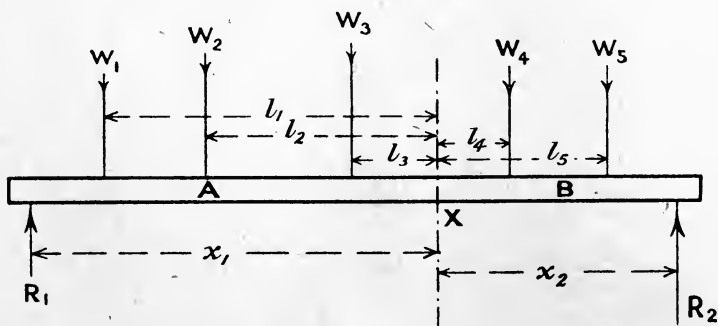 W₁ W₂ W₃ W₄ W₅
l₁
l₂
l₃ l₄ l₅
A B
X
x₁ x₂
R₁ R₂